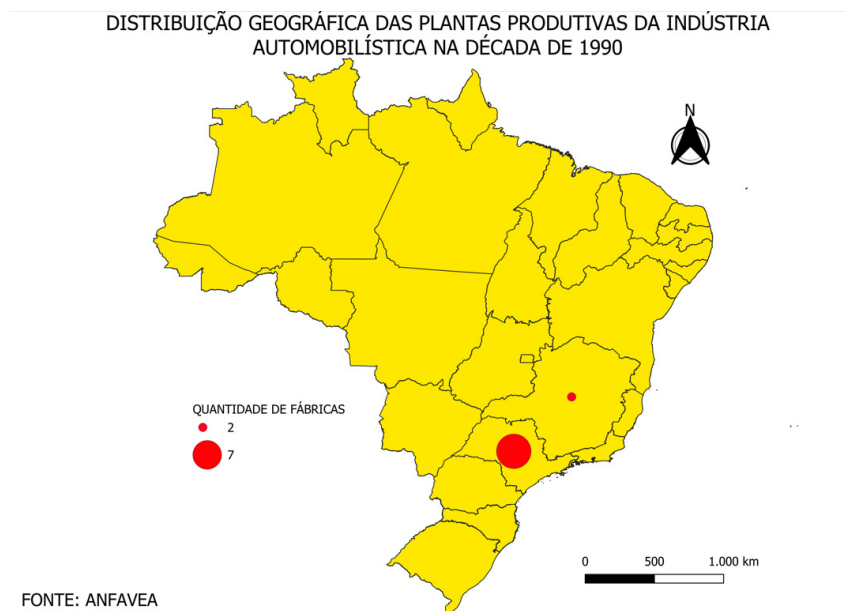 DISTRIBUIÇÃO GEOGRÁFICA DAS PLANTAS PRODUTIVAS DA INDÚSTRIA
AUTOMOBILÍSTICA NA DÉCADA DE 1990
N
QUANTIDADE DE FÁBRICAS
2
7
0 500 1.000 km
FONTE: ANFAVEA